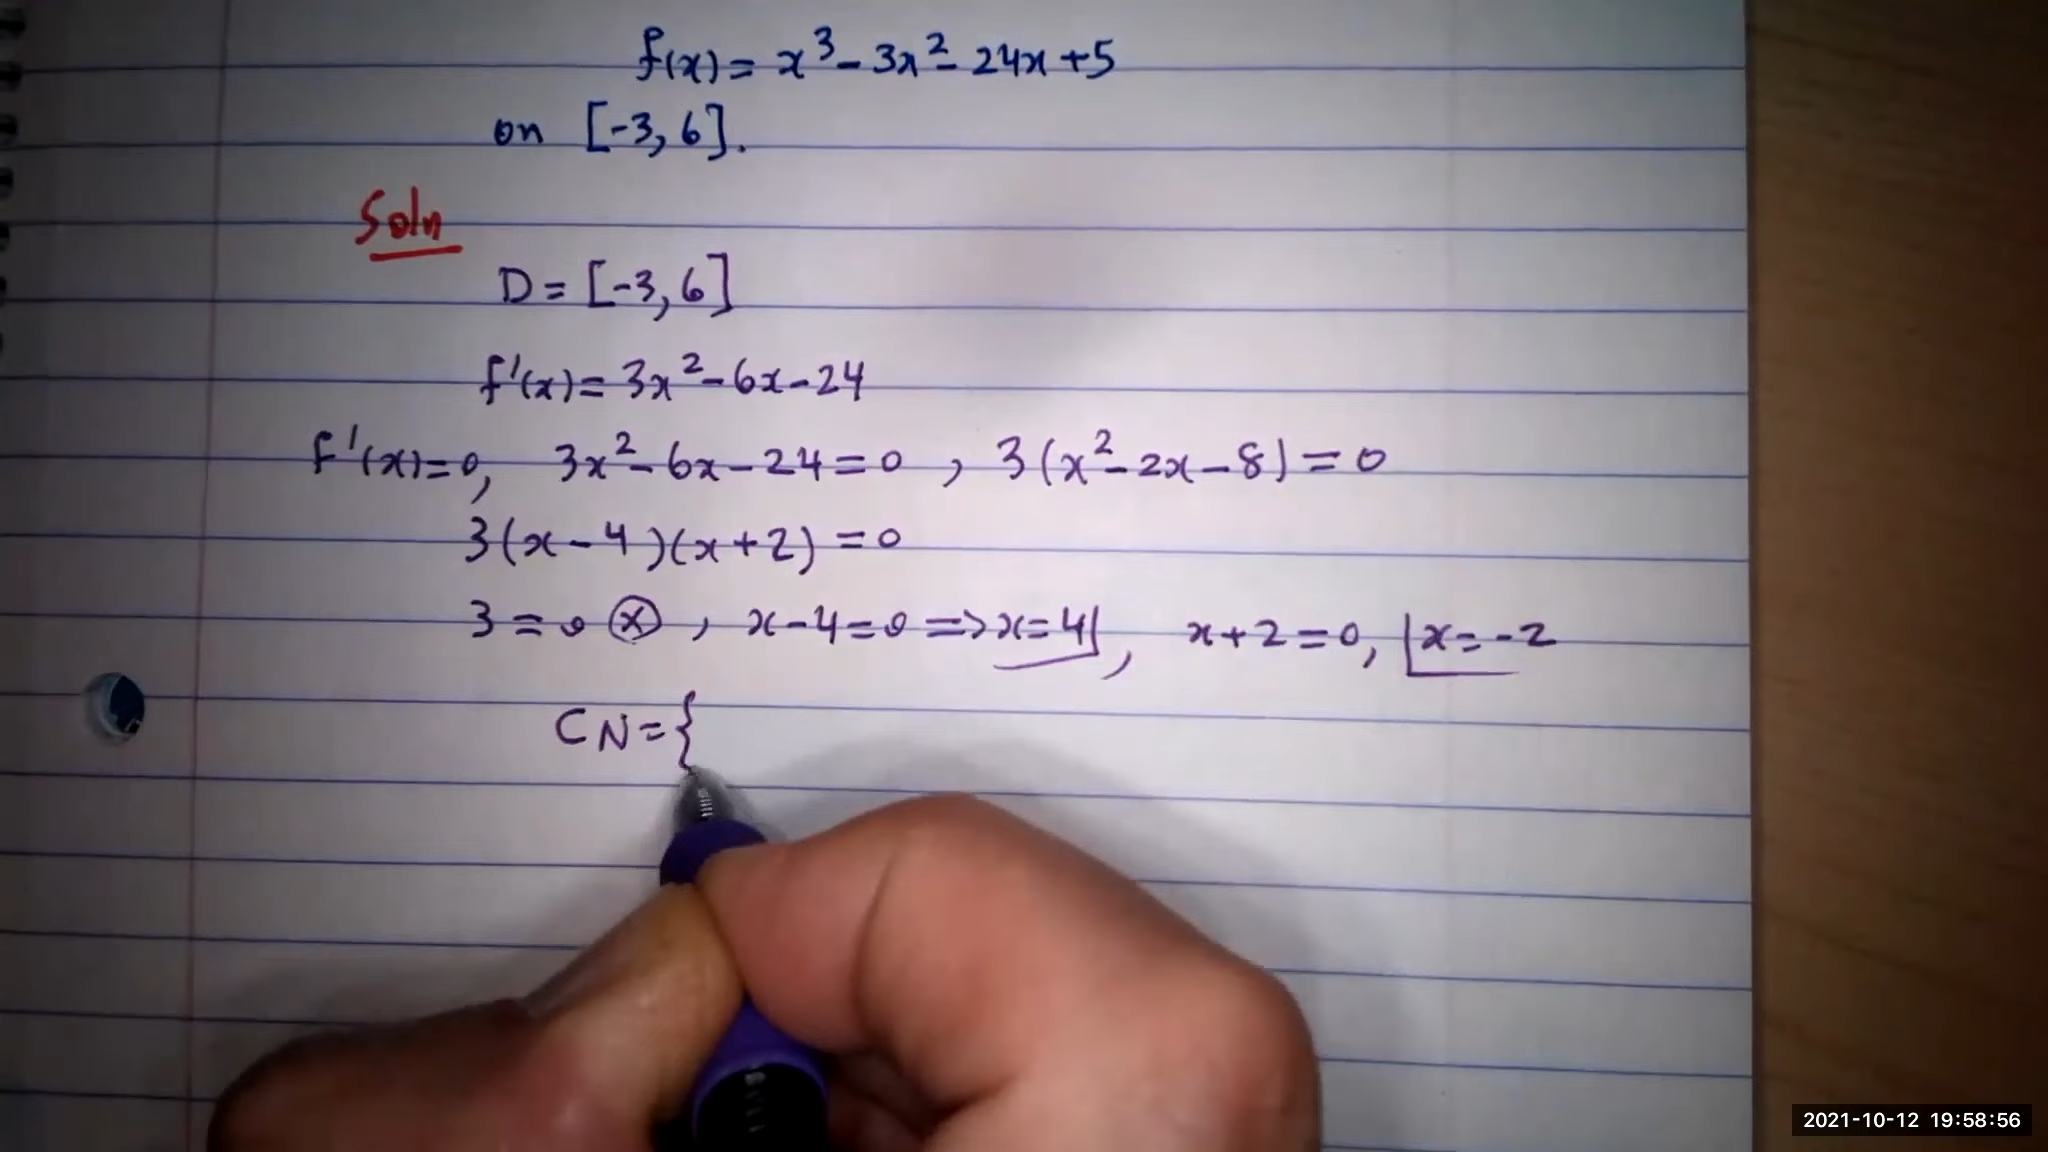 f(x) = x³ - 3x² - 24x + 5
on [-3, 6].
Soln
D = [-3, 6]
f'(x) = 3x² - 6x - 24
f'(x) = 0, 3x² - 6x - 24 = 0 , 3(x² - 2x - 8) = 0
3(x - 4)(x + 2) = 0
3 = 0 ⓧ , x - 4 = 0 => x = 4 , x + 2 = 0, x = -2
CN = {
2021-10-12 19:58:56